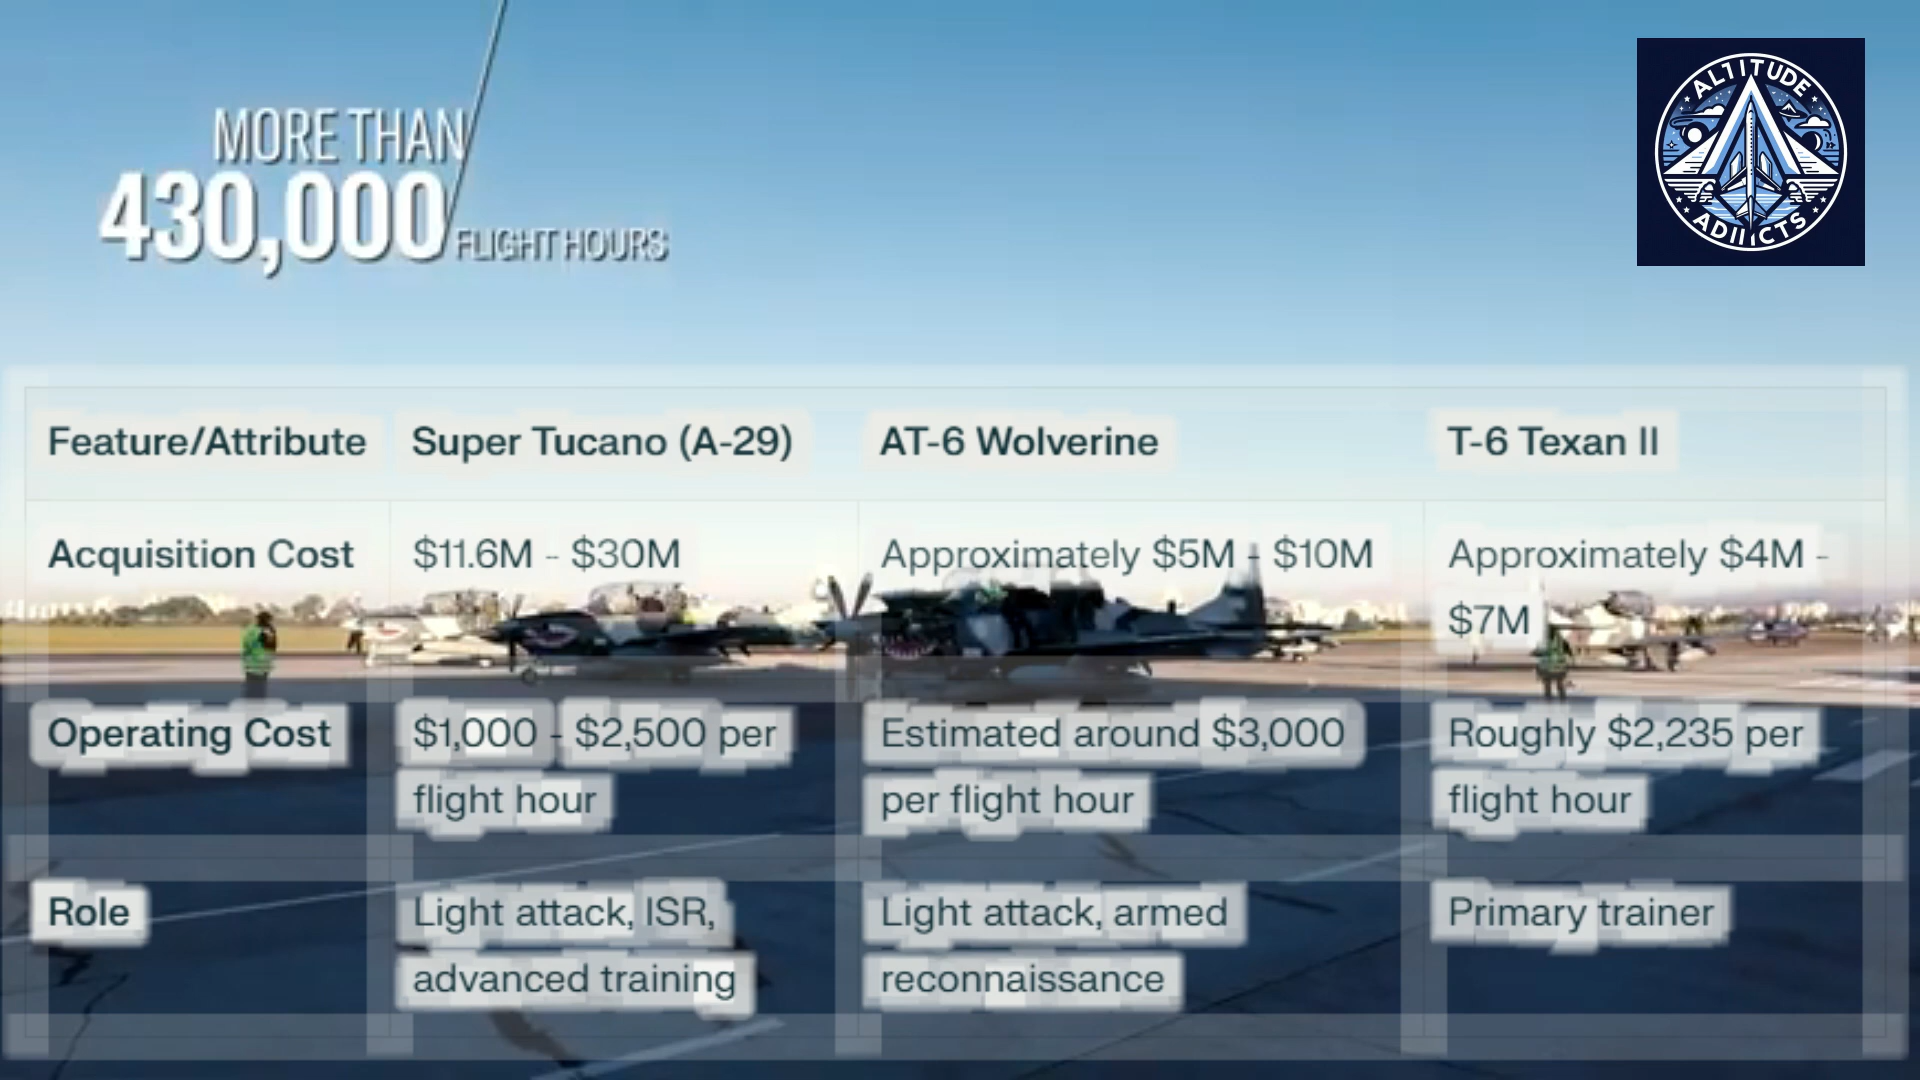 MORE THAN
430,000 FLIGHT HOURS
ALTITUDE
ADIIICTS
Feature/Attribute Super Tucano (A-29) AT-6 Wolverine T-6 Texan II
Acquisition Cost $11.6M - $30M Approximately $5M - $10M Approximately $4M -
$7M
Operating Cost $1,000 - $2,500 per Estimated around $3,000 Roughly $2,235 per
flight hour per flight hour flight hour
Role Light attack, ISR, Light attack, armed Primary trainer
advanced training reconnaissance